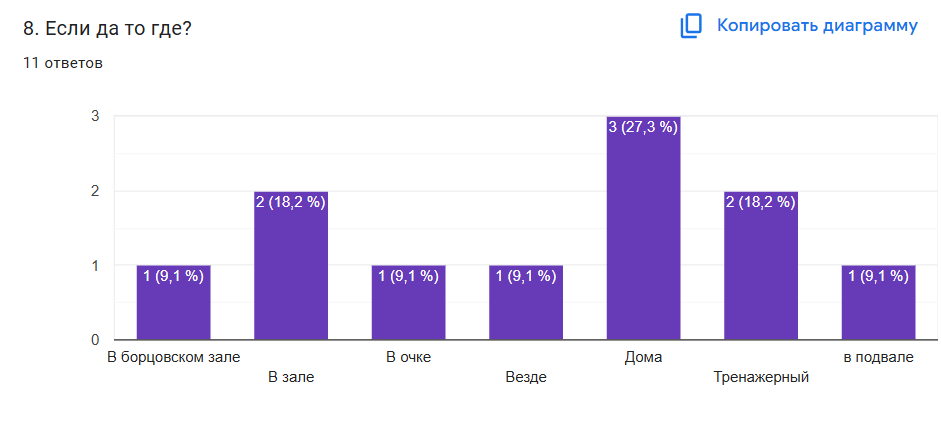 8. Если да то где?
Копировать диаграмму
11 ответов
3
2
1
0
1 (9,1 %)
2 (18,2 %)
1 (9,1 %)
1 (9,1 %)
3 (27,3 %)
2 (18,2 %)
1 (9,1 %)
В борцовском зале
В зале
В очке
Везде
Дома
Тренажерный
в подвале